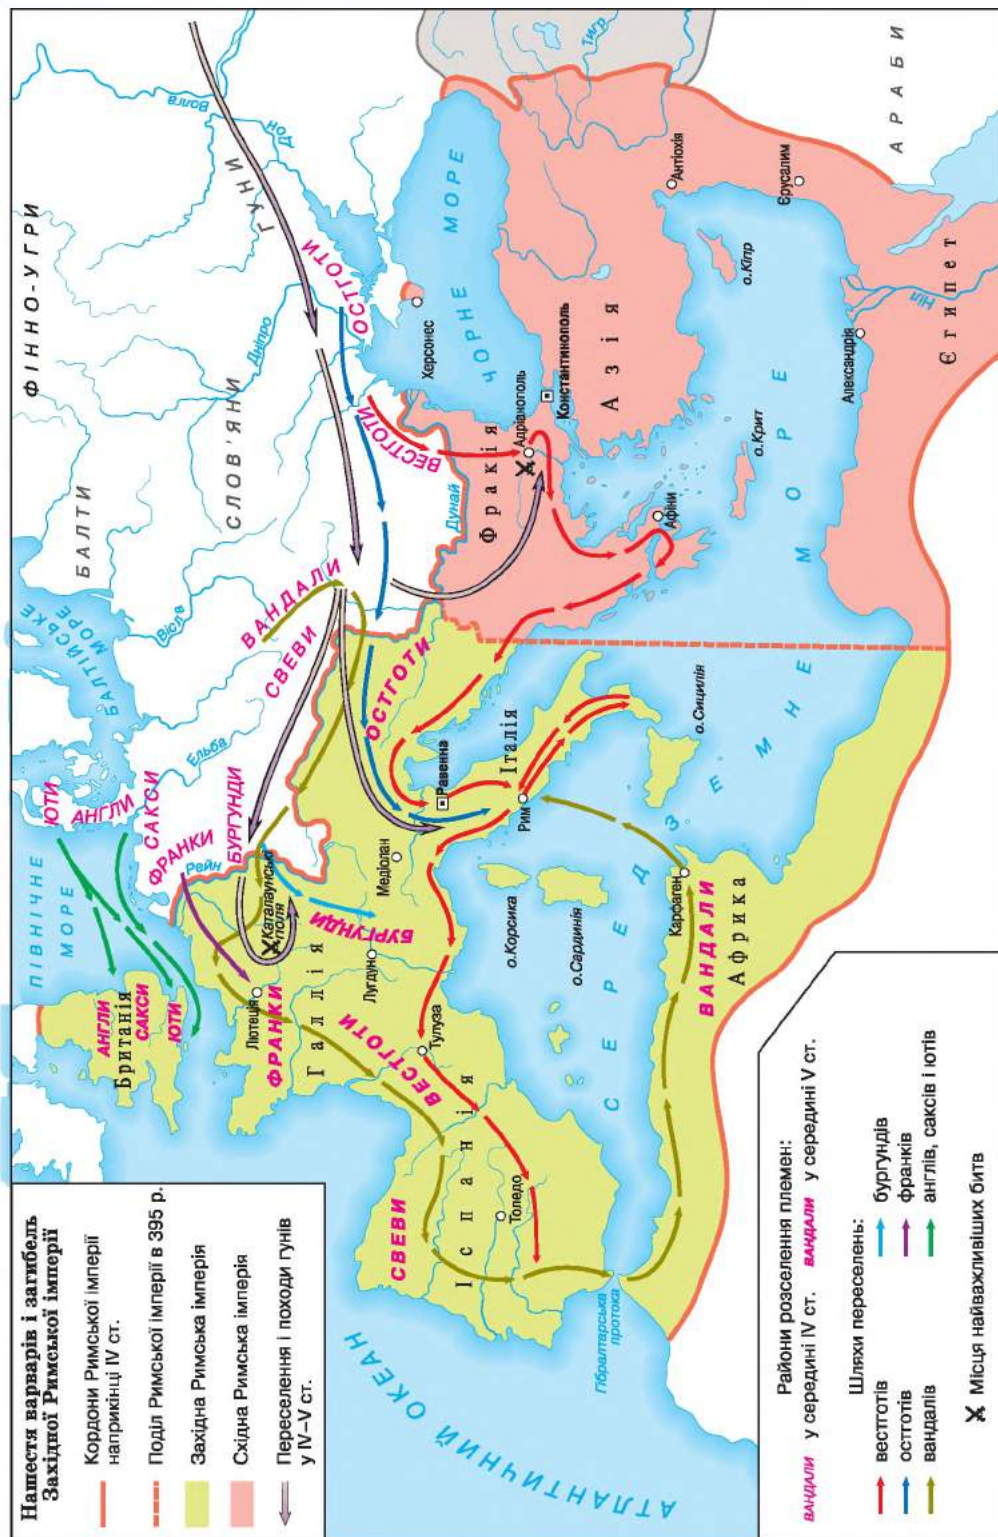 Нашестя варварів і загибель
Західної Римської імперії
Кордони Римської імперії
наприкінці IV ст.
Поділ Римської імперії в 395 р.
Західна Римська імперія
Східна Римська імперія
Переселення і походи гунів
у IV–V ст.
ПІВНІЧНЕ
МОРЕ
ЮТИ
АНГЛИ
САКСИ
БАЛТІЙСЬКЕ
МОРЕ
БАЛТИ
ФІННО-УГРИ
СЛОВ'ЯНИ
ГУНИ
Волга
Дон
Дніпро
Вісла
Ельба
Рейн
Дунай
АНГЛИ
Британія
САКСИ
ЮТИ
ФРАНКИ
БУРГУНДИ
СВЕВИ
ВАНДАЛИ
ОСТГОТИ
ВЕСТГОТИ
Каталаунські
поля
Лютеція
ФРАНКИ
Галлія
Лугдун
БУРГУНДИ
Медіолан
ОСТГОТИ
Равенна
Італія
Рим
ВЕСТГОТИ
Тулуза
СВЕВИ
Іспанія
Толедо
Гібралтарська
протока
АТЛАНТИЧНИЙ ОКЕАН
о.Корсика
о.Сардинія
о.Сицилія
СЕРЕДЗЕМНЕ МОРЕ
Карфаген
ВАНДАЛИ
Африка
Херсонес
ЧОРНЕ МОРЕ
Фракія
Адріанополь
Константинополь
Азія
Афіни
о.Крит
о.Кіпр
Антіохія
Єрусалим
Александрія
Ніл
Єгипет
Тигр
АРАБИ
Райони розселення племен:
ВАНДАЛИ у середині IV ст. ВАНДАЛИ у середині V ст.
Шляхи переселень:
вестготів
остготів
вандалів
бургундів
франків
англів, саксів і ютів
Місця найважливіших битв